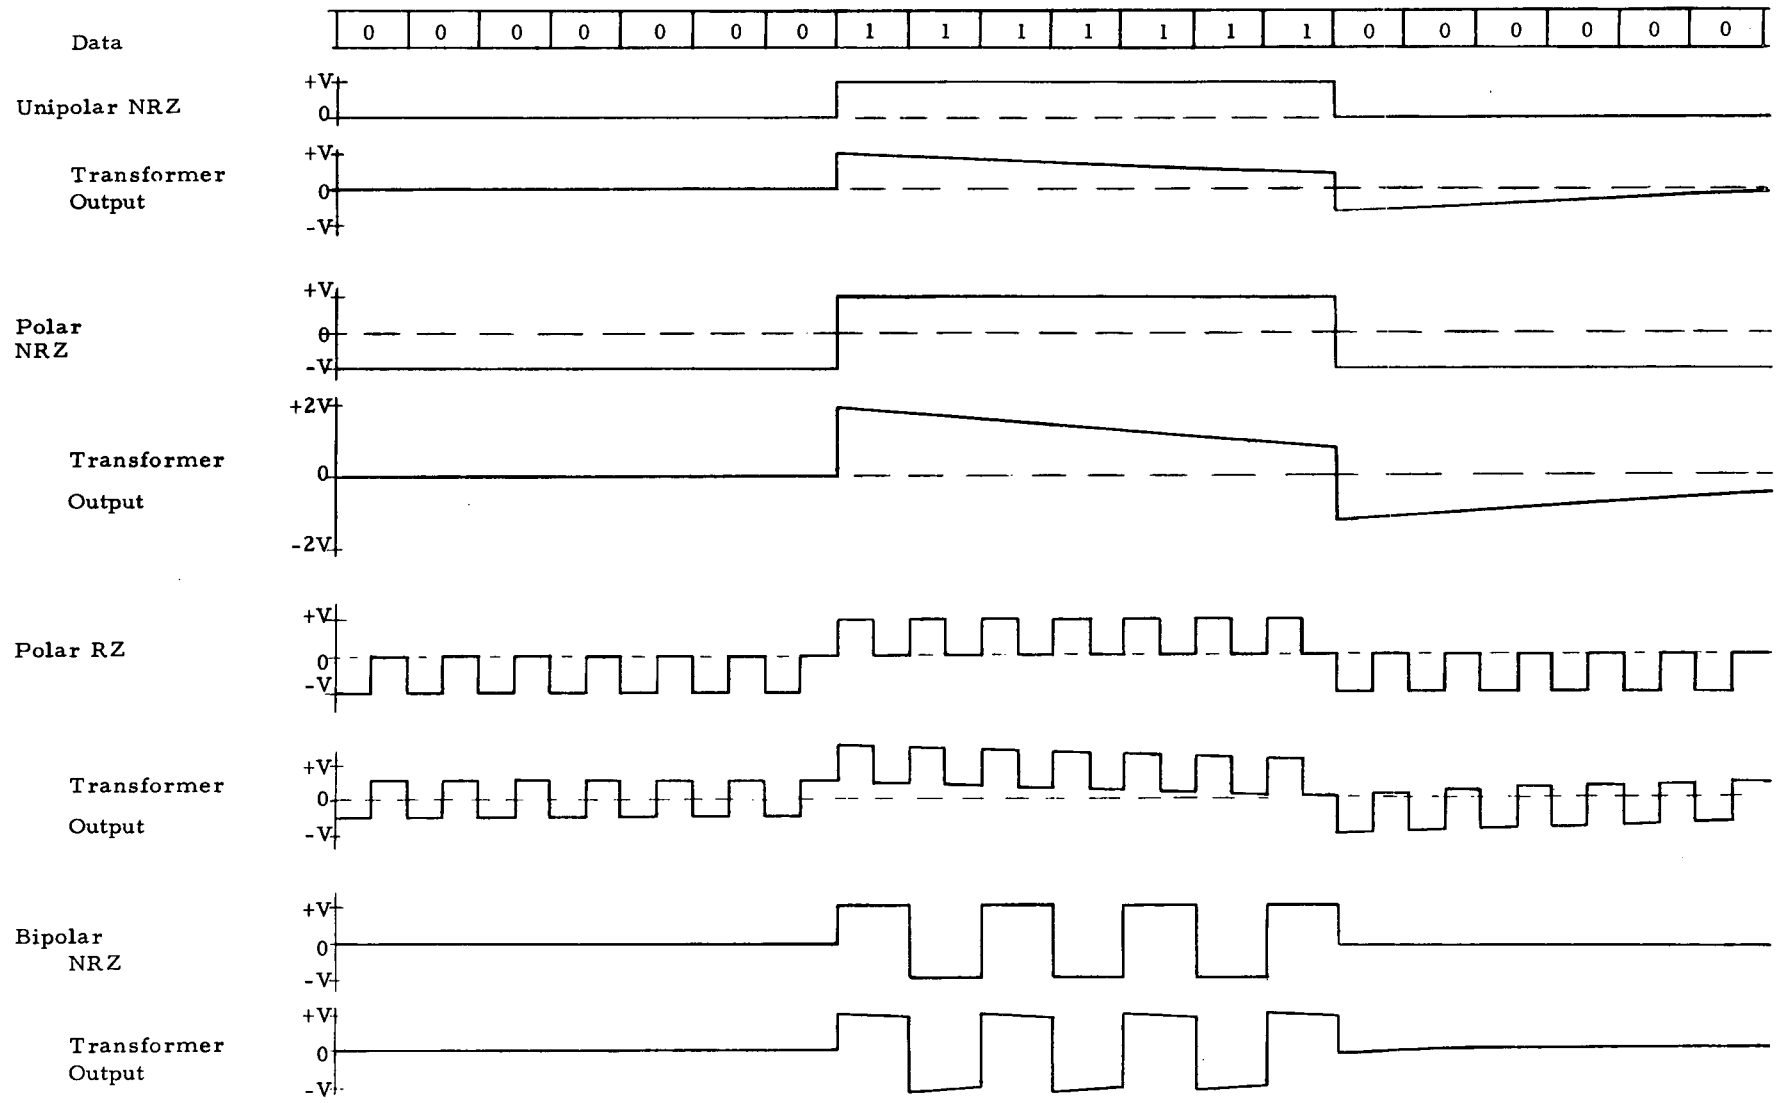 Data 0 0 0 0 0 0 0 1 1 1 1 1 1 1 0 0 0 0 0 0
+V
Unipolar NRZ
0
+V
Transformer
Output
0
-V
+V
Polar
NRZ
0
-V
+2V
Transformer
0
Output
-2V
+V
Polar RZ
0
-V
+V
Transformer
0
Output
-V
+V
Bipolar
NRZ
0
-V
+V
Transformer
Output
0
-V